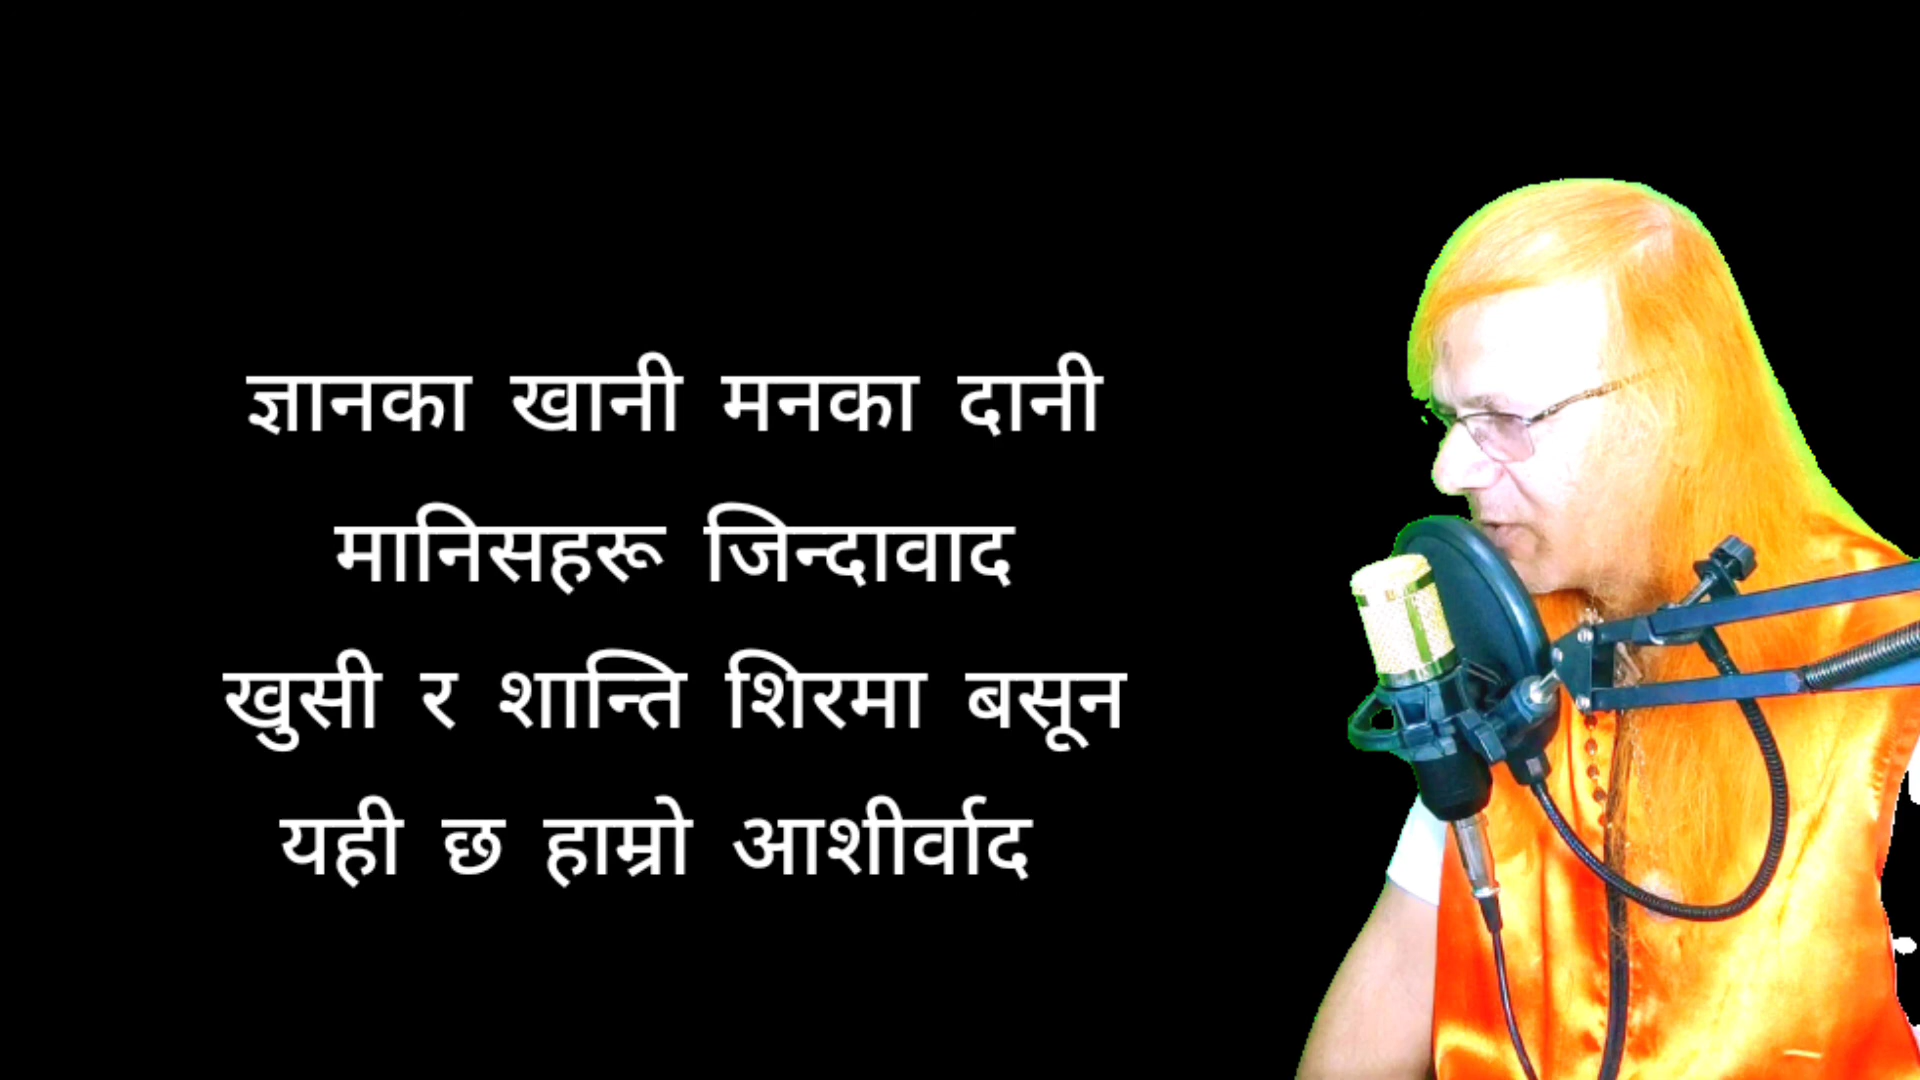 ज्ञानका खानी मनका दानी
मानिसहरू जिन्दावाद
खुसी र शान्ति शिरमा बसून
यही छ हाम्रो आशीर्वाद